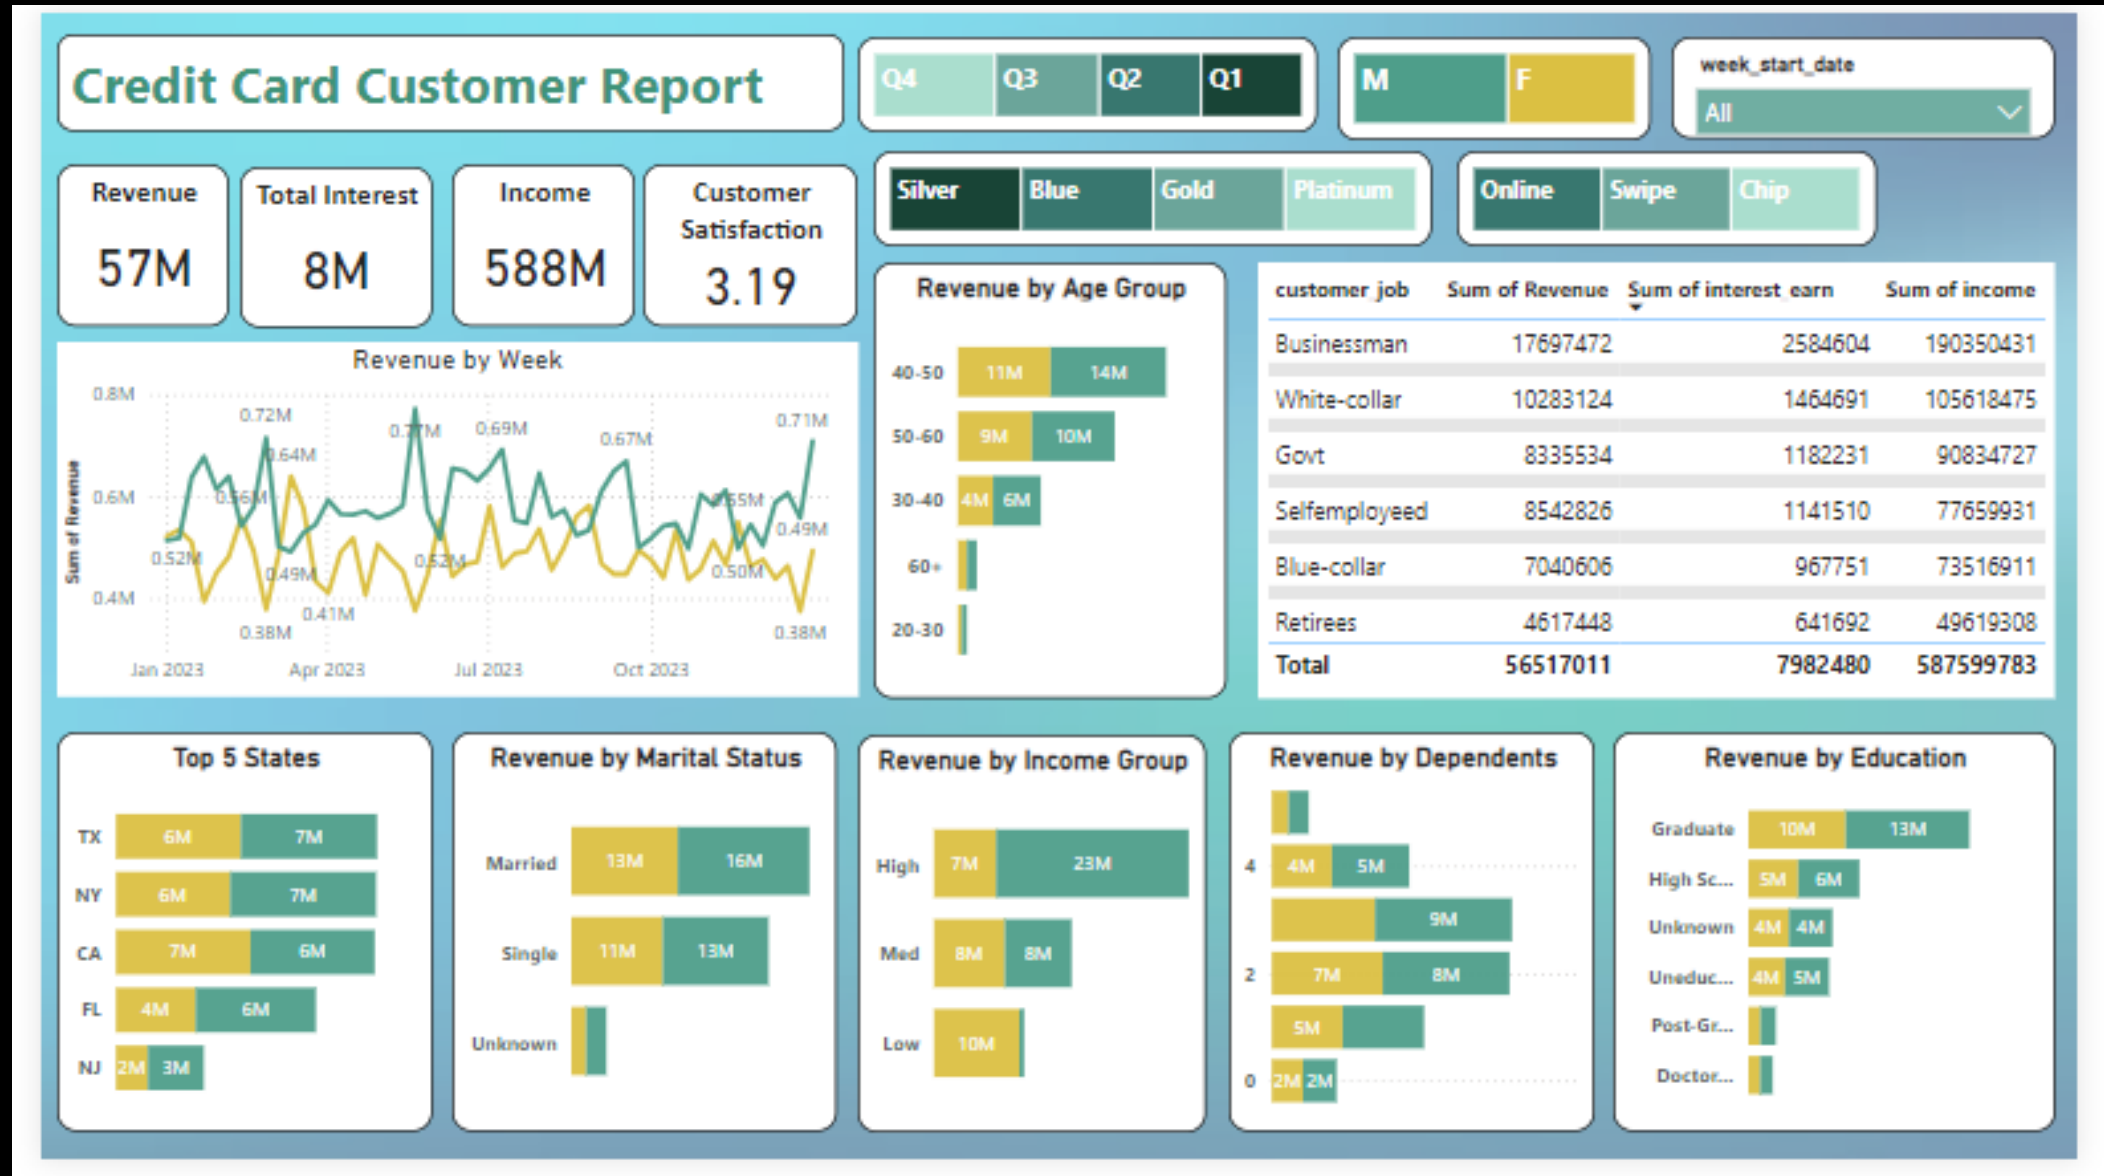 Credit Card Customer Report
Q4 Q3 Q2 Q1
M F
week_start_date
All
Revenue
57M
Total Interest
8M
Income
588M
Customer
Satisfaction
3.19
Silver Blue Gold Platinum
Online Swipe Chip
Revenue by Week
Sum of Revenue
0.8M
0.6M
0.4M
0.72M
0.64M
0.56M
0.52M
0.49M
0.41M
0.38M
0.77M
0.69M
0.67M
0.52M
0.71M
0.55M
0.49M
0.50M
0.38M
Jan 2023 Apr 2023 Jul 2023 Oct 2023
Revenue by Age Group
40-50 11M 14M
50-60 9M 10M
30-40 4M 6M
60+
20-30
customer_job Sum of Revenue Sum of interest_earn Sum of income
Businessman 17697472 2584604 190350431
White-collar 10283124 1464691 105618475
Govt 8335534 1182231 90834727
Selfemployeed 8542826 1141510 77659931
Blue-collar 7040606 967751 73516911
Retirees 4617448 641692 49619308
Total 56517011 7982480 587599783
Top 5 States
TX 6M 7M
NY 6M 7M
CA 7M 6M
FL 4M 6M
NJ 2M 3M
Revenue by Marital Status
Married 13M 16M
Single 11M 13M
Unknown
Revenue by Income Group
High 7M 23M
Med 8M 8M
Low 10M
Revenue by Dependents
4 4M 5M
9M
2 7M 8M
5M
0 2M 2M
Revenue by Education
Graduate 10M 13M
High Sc... 5M 6M
Unknown 4M 4M
Uneduc... 4M 5M
Post-Gr...
Doctor...